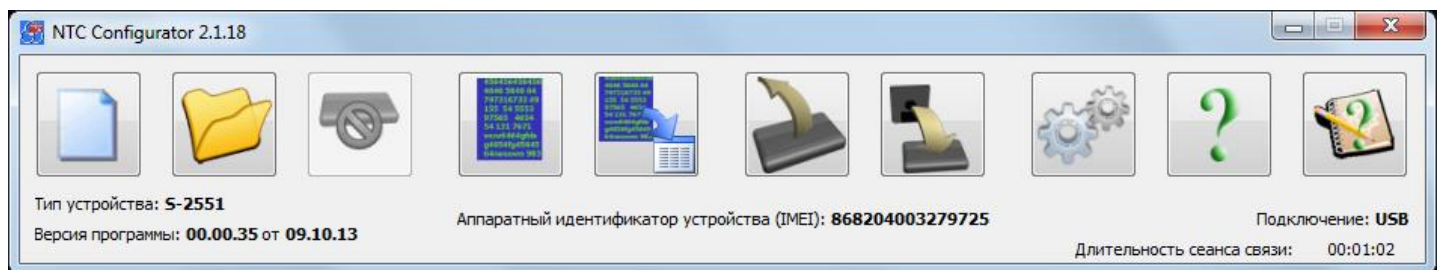 NTC Configurator 2.1.18
Тип устройства: S-2551
Аппаратный идентификатор устройства (IMEI): 868204003279725
Подключение: USB
Версия программы: 00.00.35 от 09.10.13
Длительность сеанса связи: 00:01:02